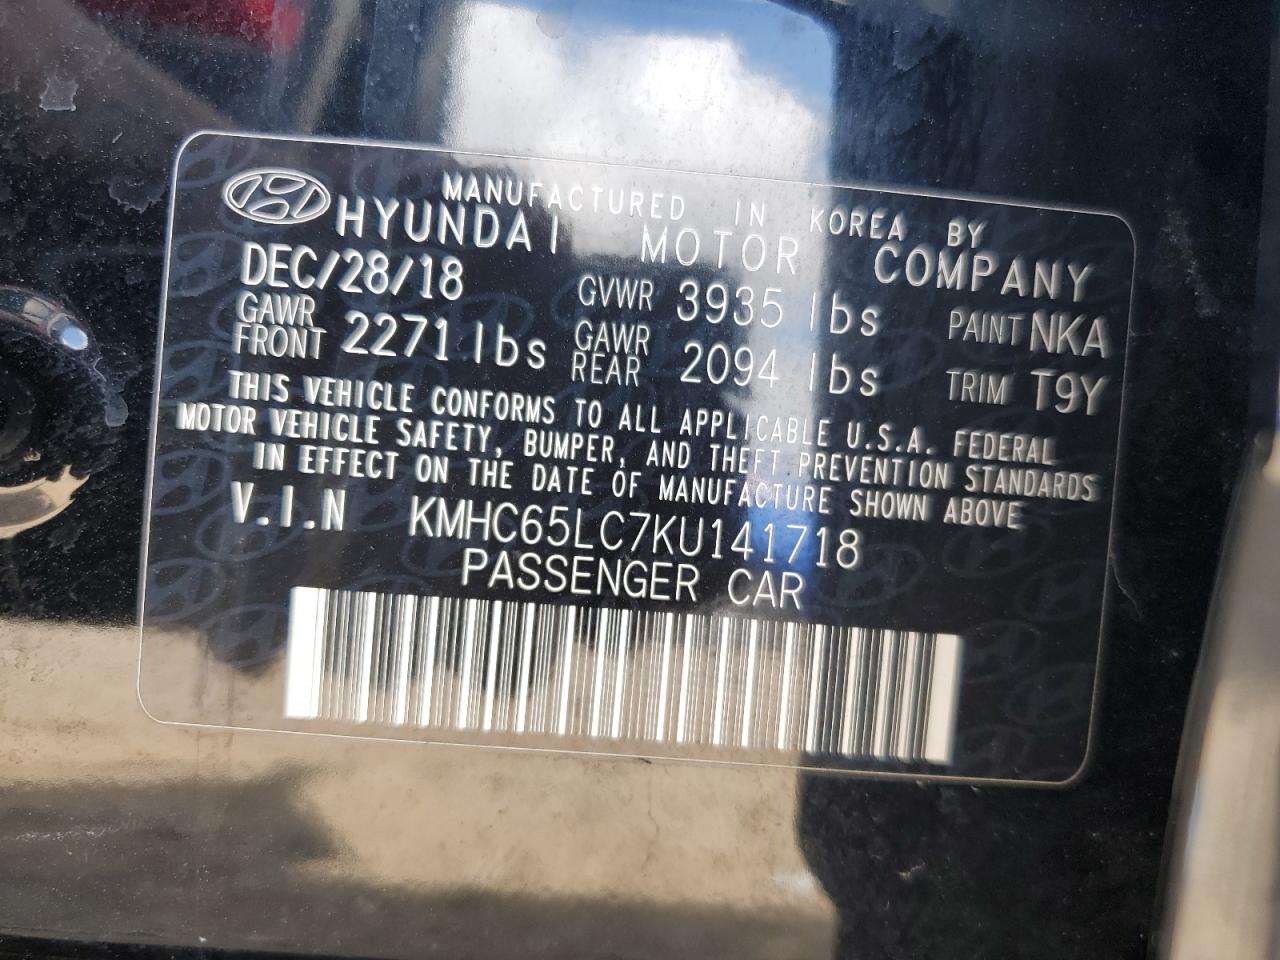 MANUFACTURED IN KOREA BY
HYUNDAI MOTOR COMPANY
DEC/28/18 GVWR 3935 lbs PAINT NKA
GAWR FRONT 2271 lbs GAWR REAR 2094 lbs TRIM T9Y
THIS VEHICLE CONFORMS TO ALL APPLICABLE U.S.A. FEDERAL
MOTOR VEHICLE SAFETY, BUMPER, AND THEFT PREVENTION STANDARDS
IN EFFECT ON THE DATE OF MANUFACTURE SHOWN ABOVE
V.I.N KMHC65LC7KU141718
PASSENGER CAR